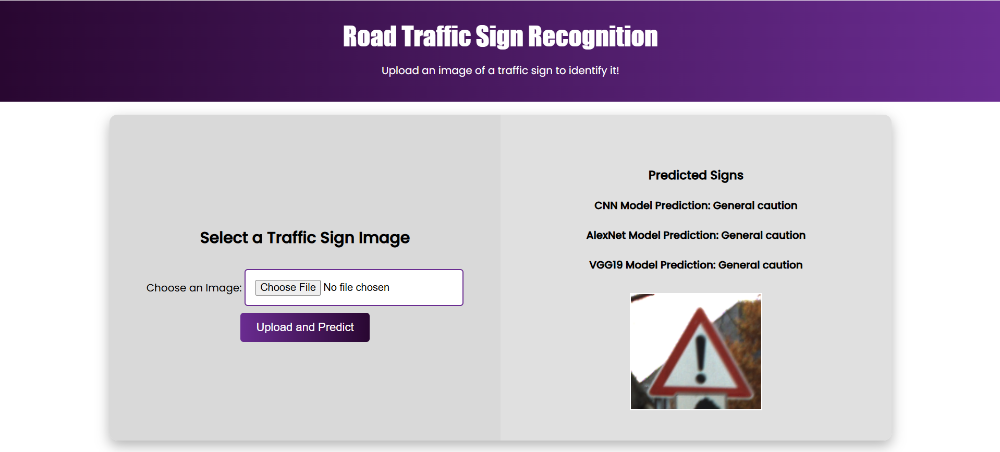 Road Traffic Sign Recognition
Upload an image of a traffic sign to identify it!
Select a Traffic Sign Image
Choose an Image: Choose File No file chosen
Upload and Predict
Predicted Signs
CNN Model Prediction: General caution
AlexNet Model Prediction: General caution
VGG19 Model Prediction: General caution
!